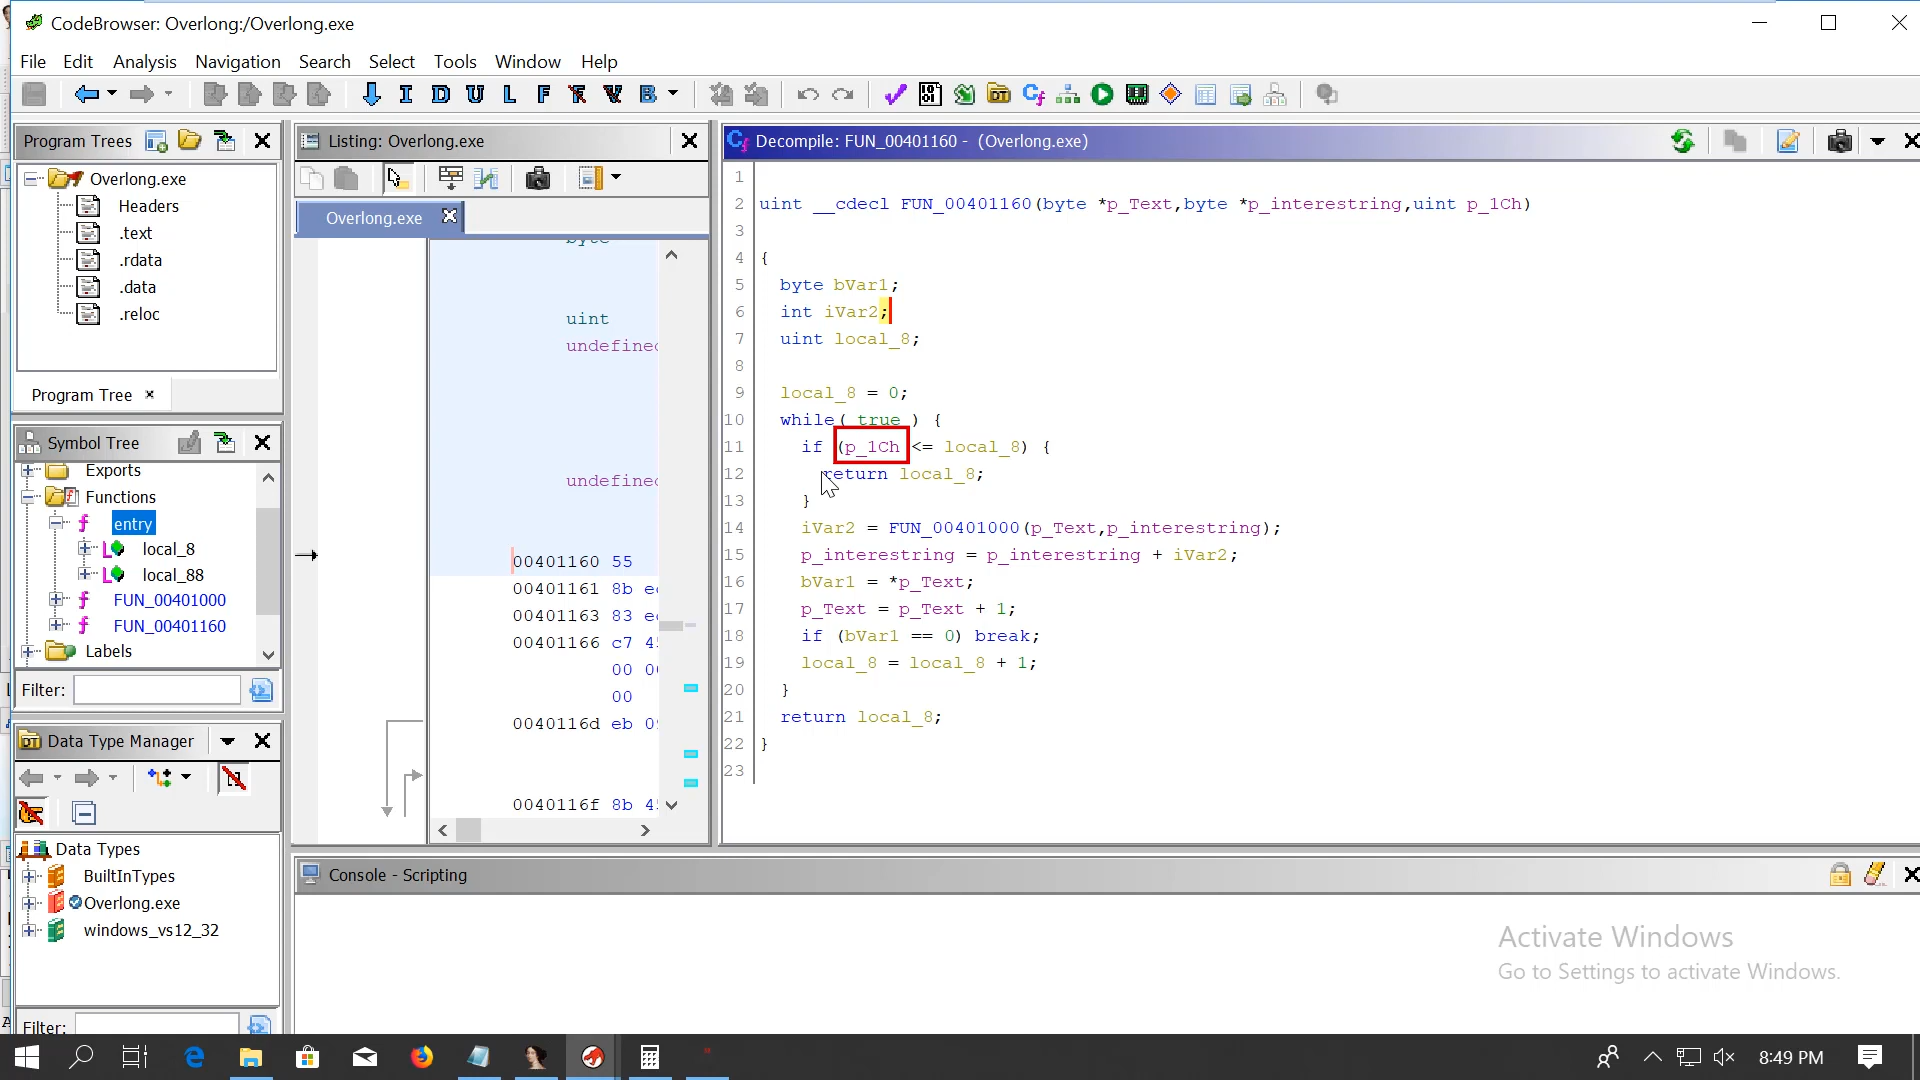 CodeBrowser: Overlong:/Overlong.exe
File Edit Analysis Navigation Search Select Tools Window Help
I D U L F F V B
Program Trees
Overlong.exe
Headers
.text
.rdata
.data
.reloc
Program Tree
Symbol Tree
Exports
Functions
entry
local_8
local_88
FUN_00401000
FUN_00401160
Labels
Filter:
Data Type Manager
Data Types
BuiltInTypes
Overlong.exe
windows_vs12_32
Filter:
Listing: Overlong.exe
Overlong.exe
byte
uint
undefined
undefined
00401160 55
00401161 8b
00401163 83
00401166 c7
00
00
0040116d eb
0040116f 8b
Decompile: FUN_00401160 - (Overlong.exe)
1
2 uint __cdecl FUN_00401160(byte *p_Text,byte *p_interestring,uint p_1Ch)
3
4 {
5 byte bVar1;
6 int iVar2;
7 uint local_8;
8
9 local_8 = 0;
10 while( true ) {
11 if (p_1Ch <= local_8) {
12 return local_8;
13 }
14 iVar2 = FUN_00401000(p_Text,p_interestring);
15 p_interestring = p_interestring + iVar2;
16 bVar1 = *p_Text;
17 p_Text = p_Text + 1;
18 if (bVar1 == 0) break;
19 local_8 = local_8 + 1;
20 }
21 return local_8;
22 }
23
Console - Scripting
Activate Windows
Go to Settings to activate Windows.
8:49 PM